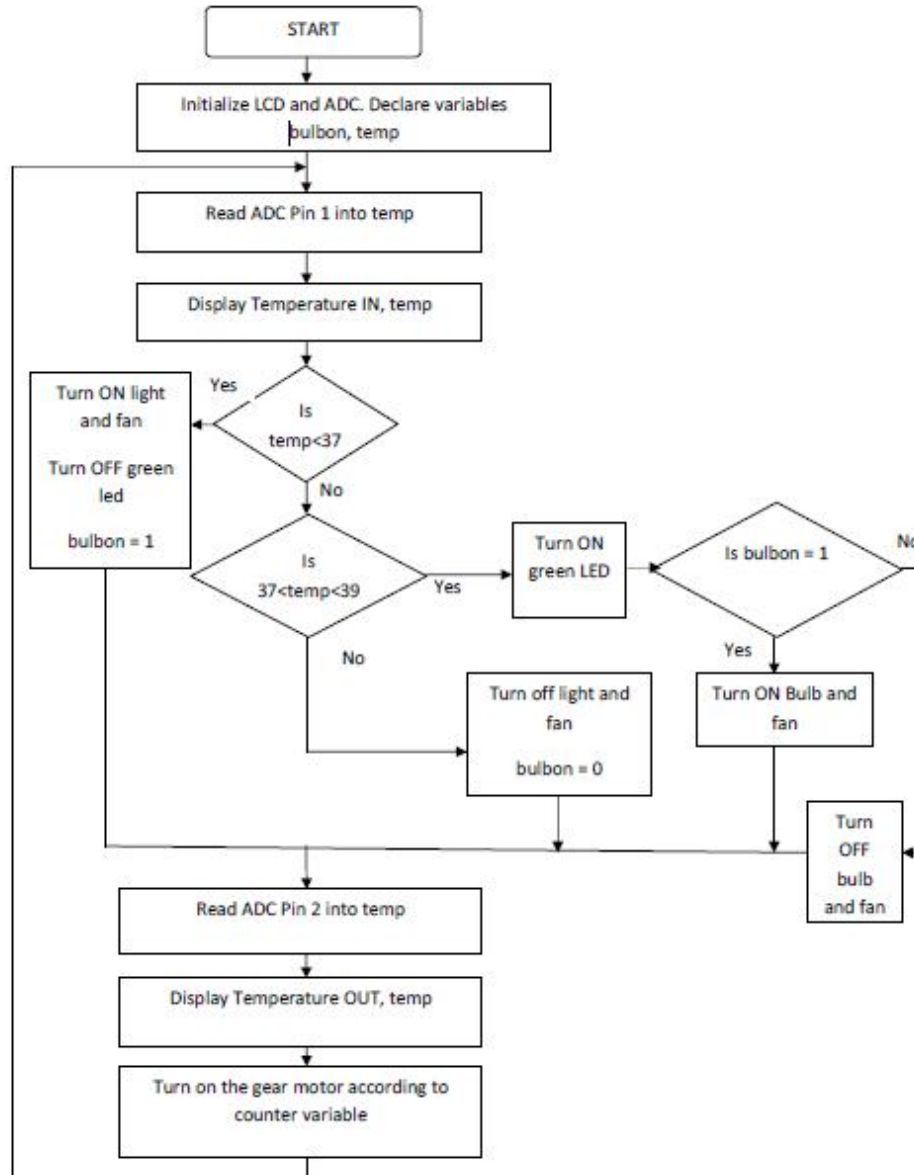 START
Initialize LCD and ADC. Declare variables
bulbon, temp
Read ADC Pin 1 into temp
Display Temperature IN, temp
Yes
Is
temp<37
Turn ON light
and fan
Turn OFF green
led
bulbon = 1
No
Is
37<temp<39
Yes
Turn ON
green LED
Is bulbon = 1
No
No
Yes
Turn off light and
fan
bulbon = 0
Turn ON Bulb and
fan
Turn
OFF
bulb
and fan
Read ADC Pin 2 into temp
Display Temperature OUT, temp
Turn on the gear motor according to
counter variable